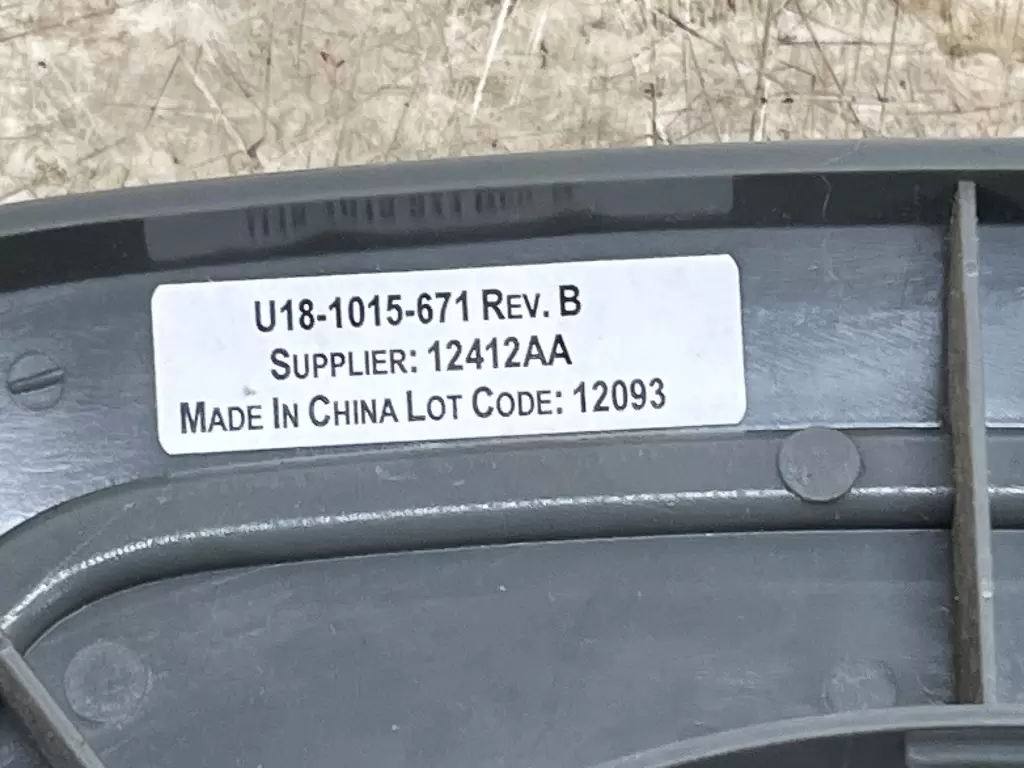 U18-1015-671 REV. B
SUPPLIER: 12412AA
MADE IN CHINA LOT CODE: 12093